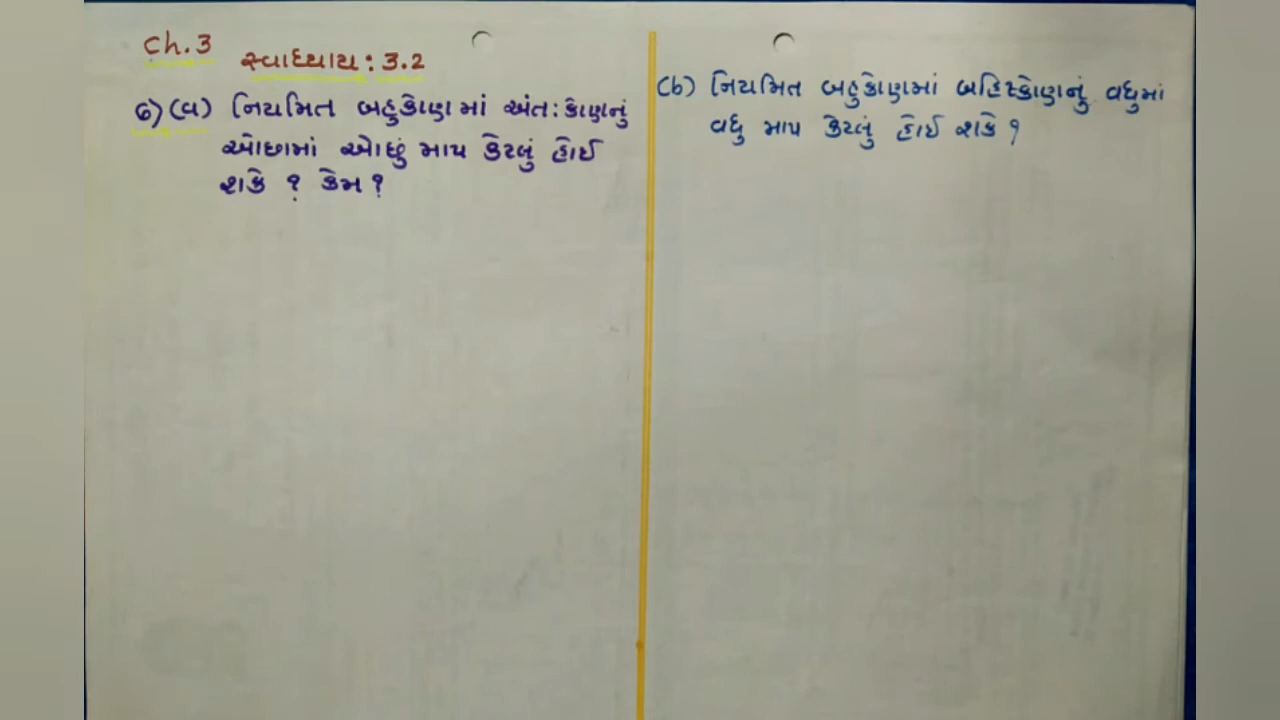 Ch.3
સ્વાધ્યાય: 3.2
6) (a) નિયમિત બહુકોણ માં અંત:કોણનું
ઓછામાં ઓછું માપ કેટલું હોઈ
શકે ? કેમ ?
(b) નિયમિત બહુકોણમાં બહિષ્કોણનું વધુમાં
વધુ માપ કેટલું હોઈ શકે ?